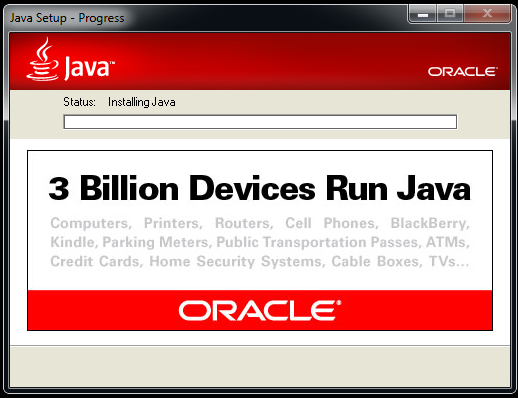 Java Setup - Progress
Java™
ORACLE®
Status: Installing Java
3 Billion Devices Run Java
Computers, Printers, Routers, Cell Phones, BlackBerry,
Kindle, Parking Meters, Public Transportation Passes, ATMs,
Credit Cards, Home Security Systems, Cable Boxes, TVs...
ORACLE®